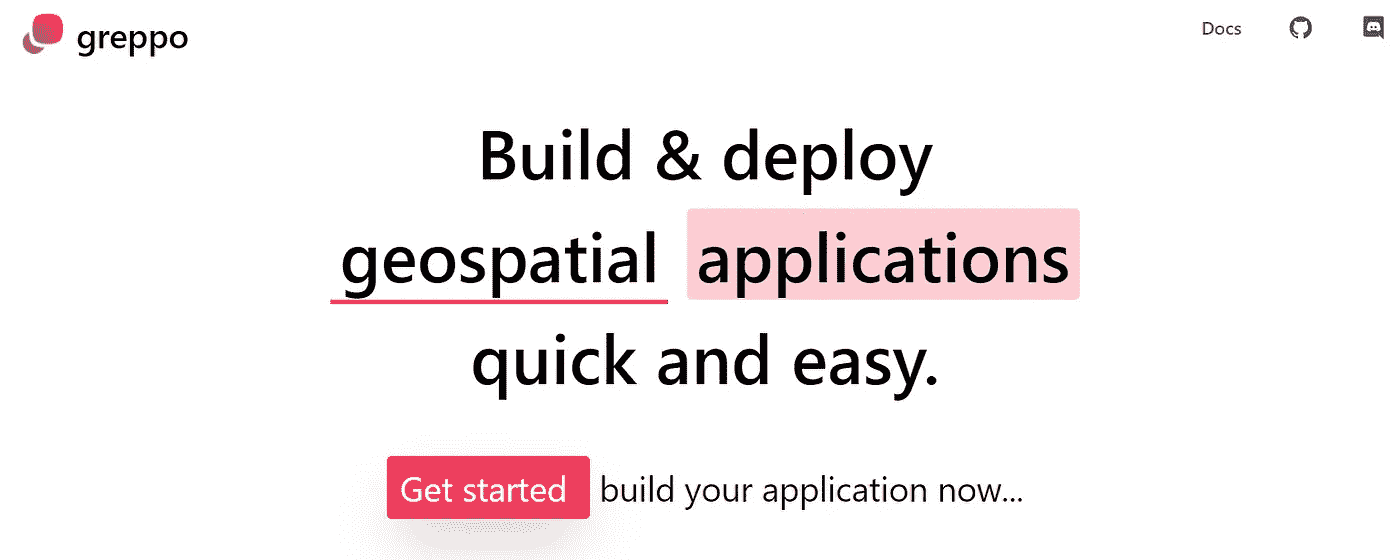 greppo
Docs
Build & deploy
geospatial applications
quick and easy.
Get started build your application now...